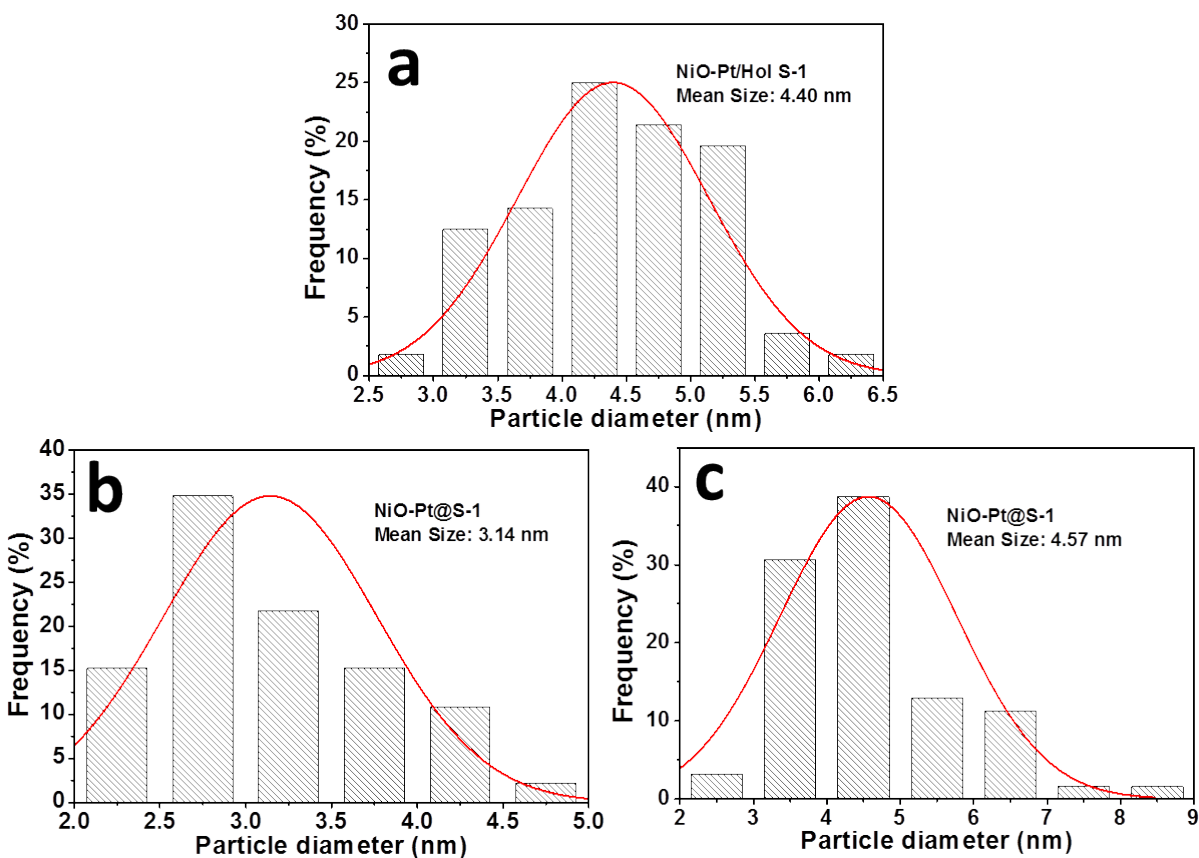 a
NiO-Pt/Hol S-1
Mean Size: 4.40 nm
Frequency (%)
30
25
20
15
10
5
0
2.5 3.0 3.5 4.0 4.5 5.0 5.5 6.0 6.5
Particle diameter (nm)
b
NiO-Pt@S-1
Mean Size: 3.14 nm
Frequency (%)
40
35
30
25
20
15
10
5
0
2.0 2.5 3.0 3.5 4.0 4.5 5.0
Particle diameter (nm)
c
NiO-Pt@S-1
Mean Size: 4.57 nm
Frequency (%)
40
30
20
10
0
2 3 4 5 6 7 8 9
Particle diameter (nm)